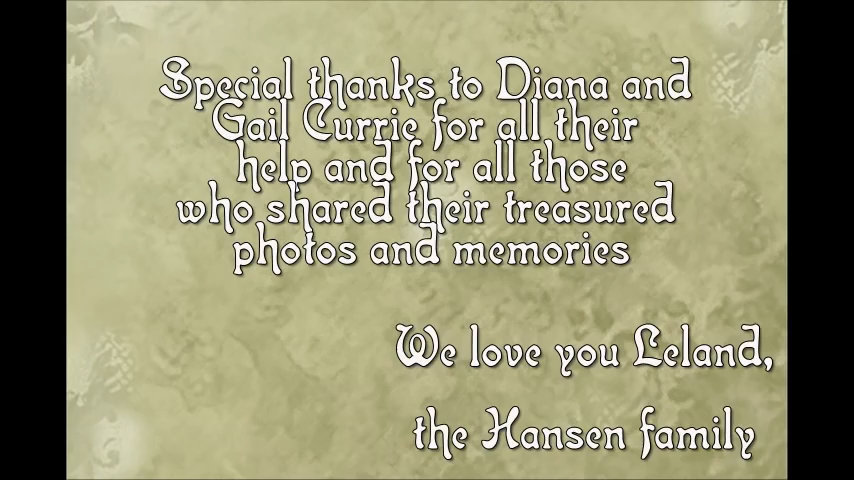 Special thanks to Diana and
Gail Currie for all their
help and for all those
who shared their treasured
photos and memories
We love you Leland,
the Hansen family